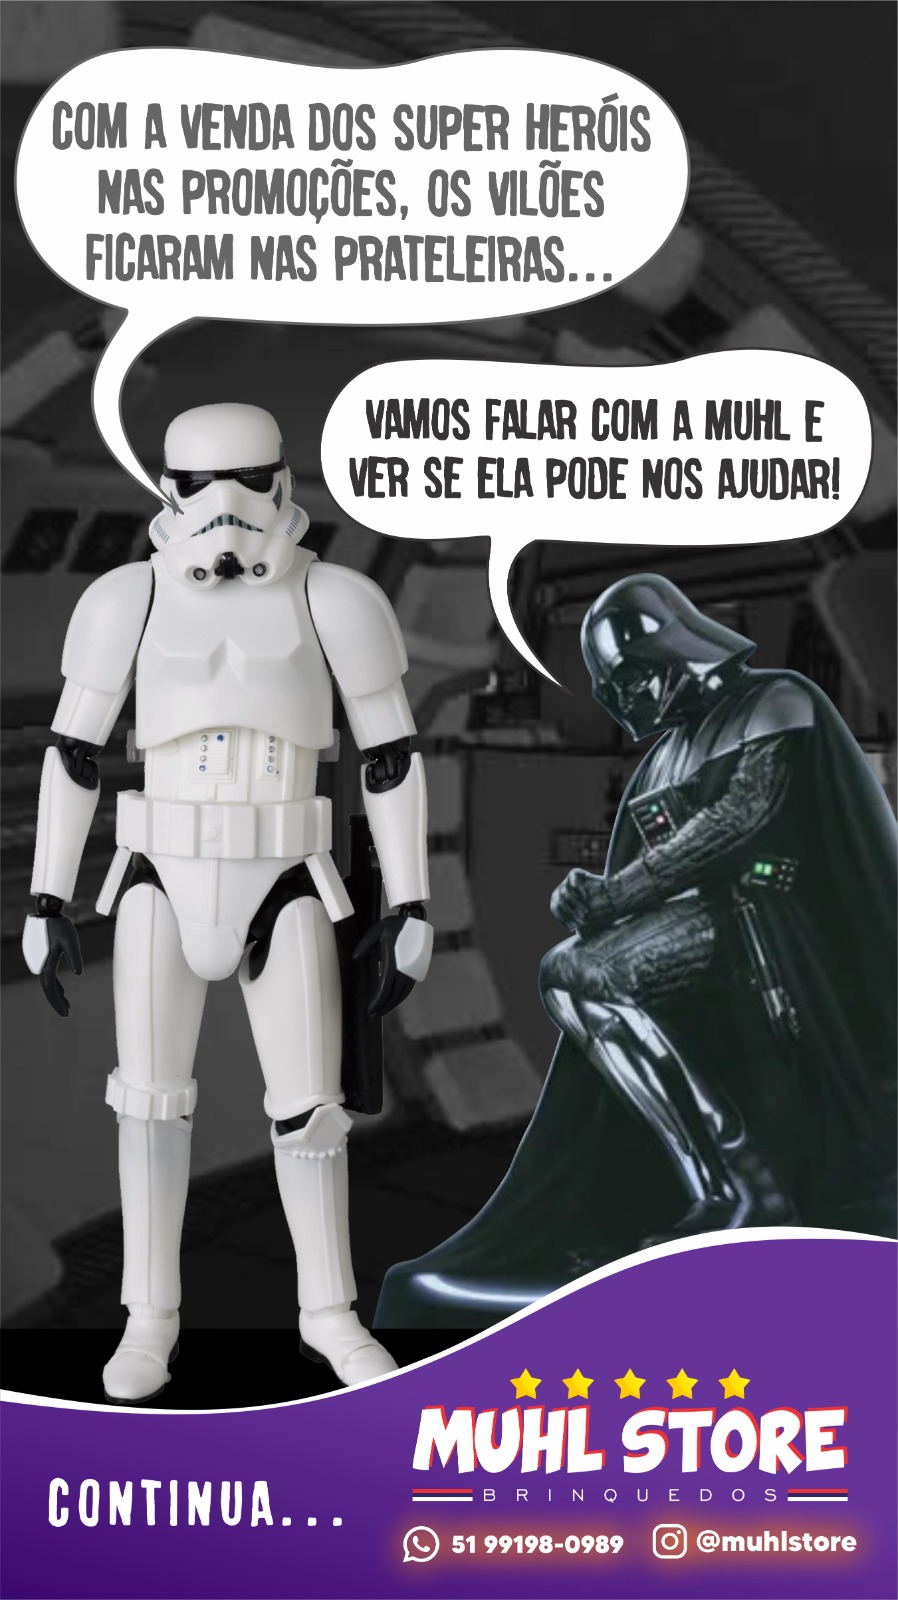 COM A VENDA DOS SUPER HERÓIS
NAS PROMOÇÕES, OS VILÕES
FICARAM NAS PRATELEIRAS...
VAMOS FALAR COM A MUHL E
VER SE ELA PODE NOS AJUDAR!
MUHL STORE
BRINQUEDOS
CONTINUA...
51 99198-0989 @muhlstore